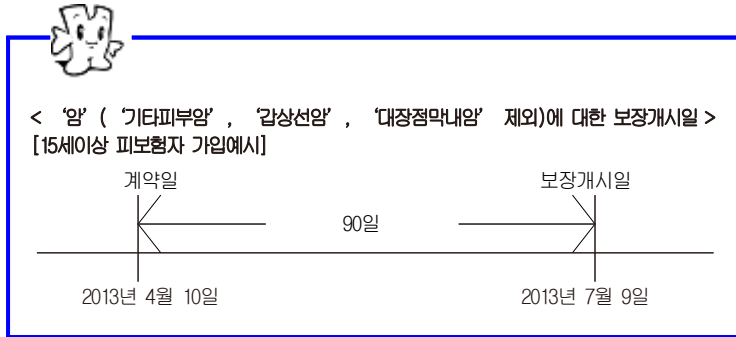 < ‘암’ ( ‘기타피부암’ , ‘갑상선암’ , ‘대장점막내암’ 제외)에 대한 보장개시일 >
[15세이상 피보험자 가입예시]
계약일 보장개시일
90일
2013년 4월 10일 2013년 7월 9일